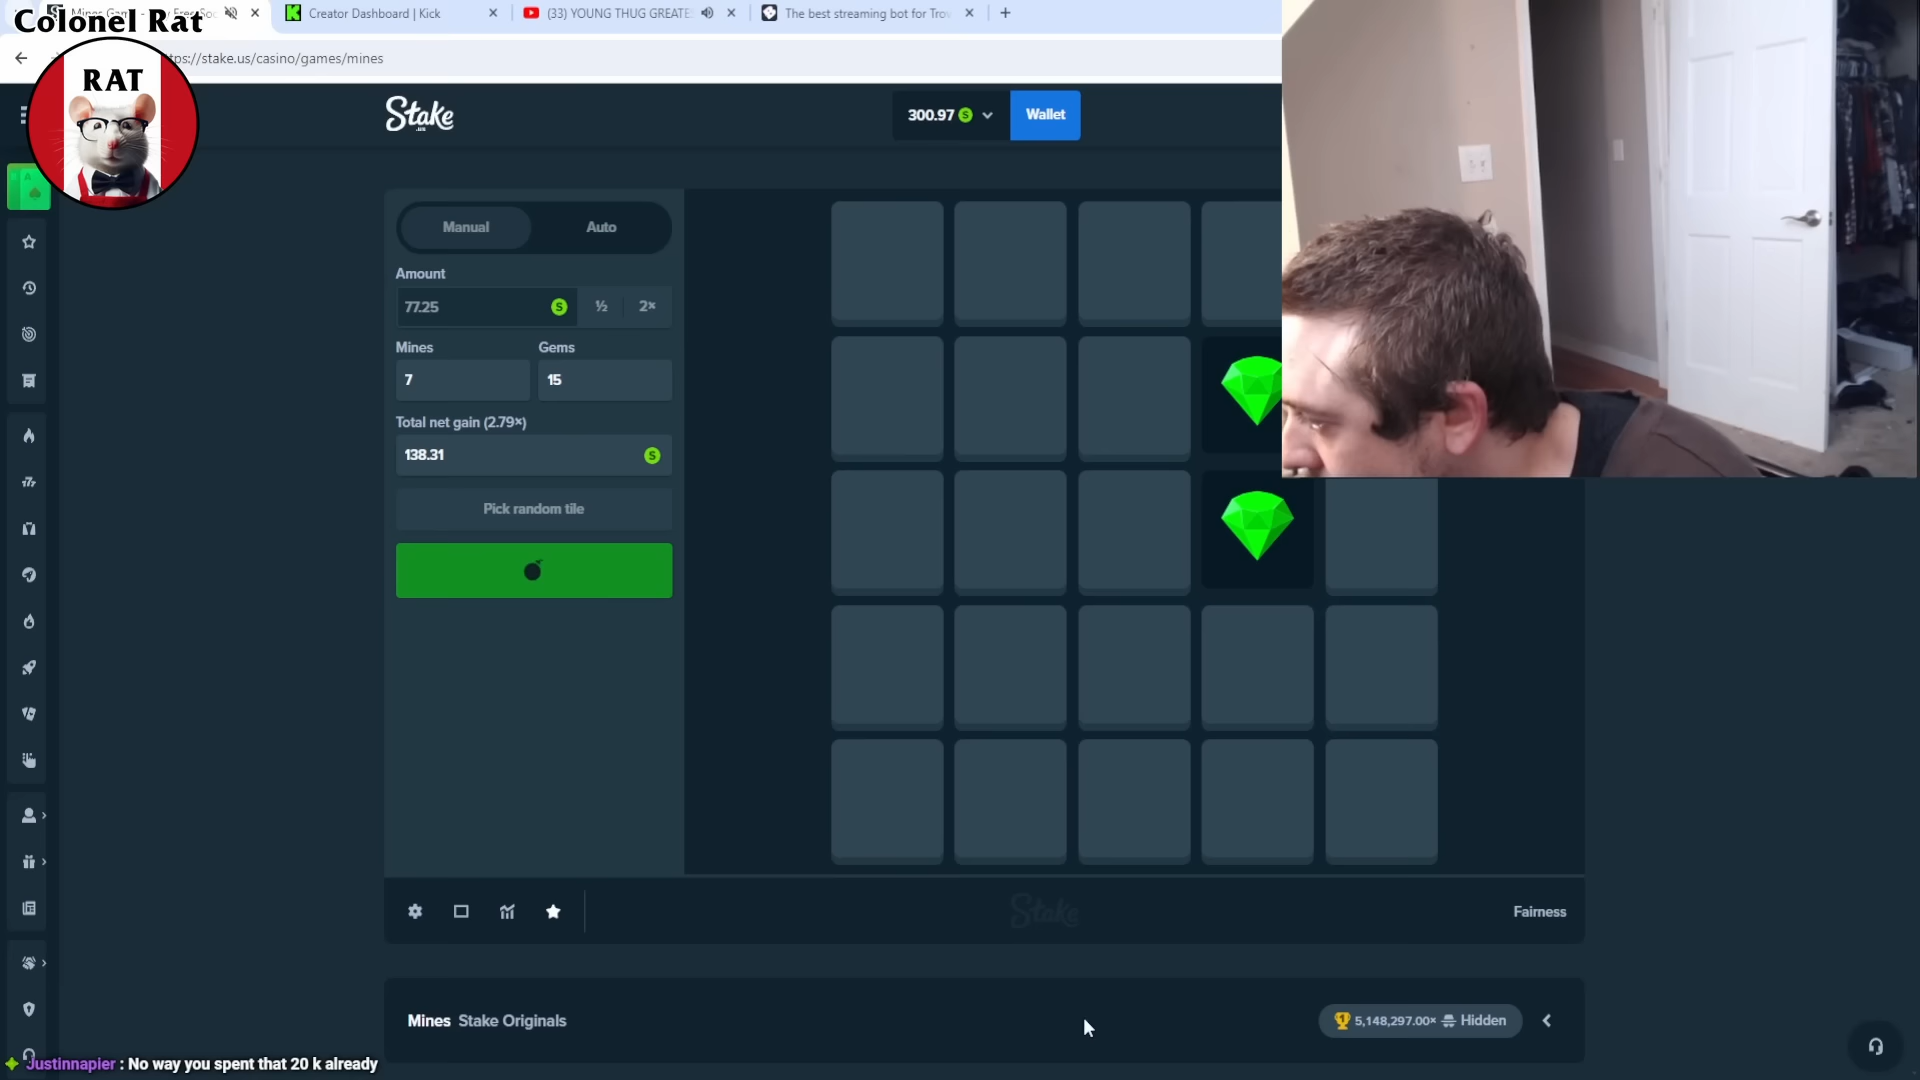 Colonel Rat
RAT
Creator Dashboard | Kick
(33) YOUNG THUG GREATE
The best streaming bot for Trov
tps://stake.us/casino/games/mines
Stake
.us
300.97
Wallet
Manual
Auto
Amount
77.25
½
2×
Mines
Gems
7
15
Total net gain (2.79×)
138.31
Pick random tile
Stake
Fairness
Mines Stake Originals
5,148,297.00× Hidden
Justinnapier : No way you spent that 20 k already